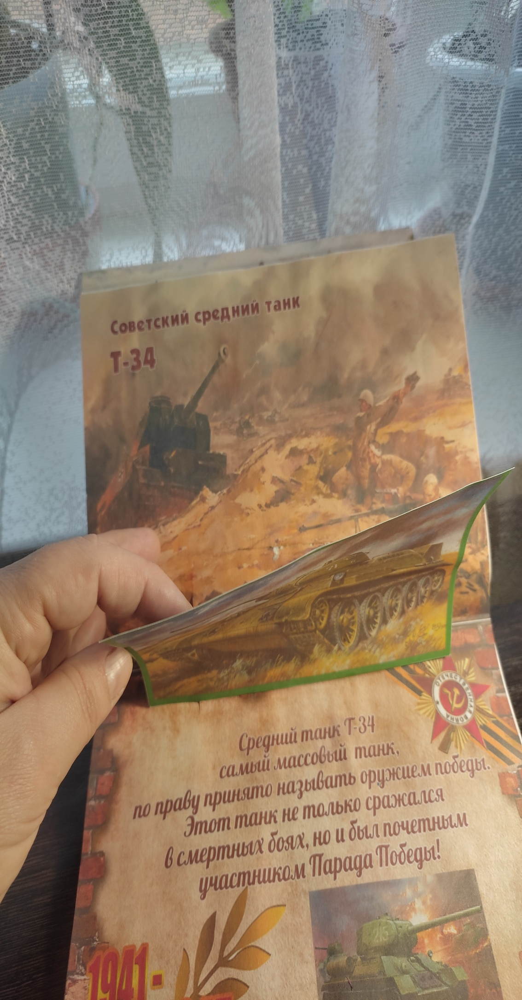 Советский средний танк
Т-34
ОТЕЧЕСТВЕННАЯ ВОЙНА
Средний танк Т-34
самый массовый танк,
по праву принято называть оружием победы.
Этот танк не только сражался
в смертных боях, но и был почетным
участником Парада Победы!
215
1941-